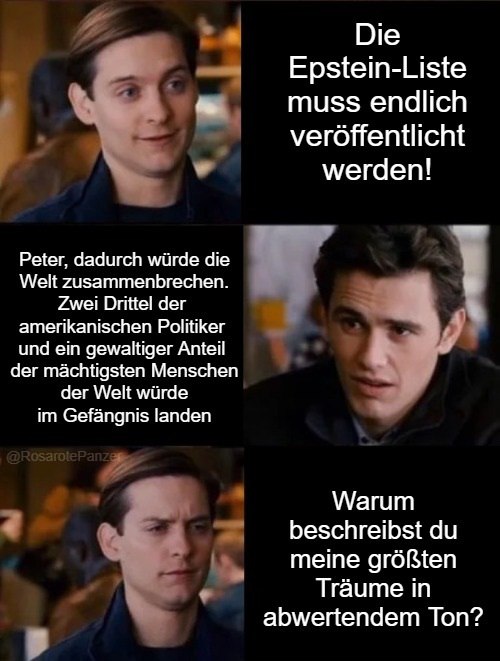 Die
Epstein-Liste
muss endlich
veröffentlicht
werden!
Peter, dadurch würde die
Welt zusammenbrechen.
Zwei Drittel der
amerikanischen Politiker
und ein gewaltiger Anteil
der mächtigsten Menschen
der Welt würde
im Gefängnis landen
@RosarotePanzer
Warum
beschreibst du
meine größten
Träume in
abwertendem Ton?